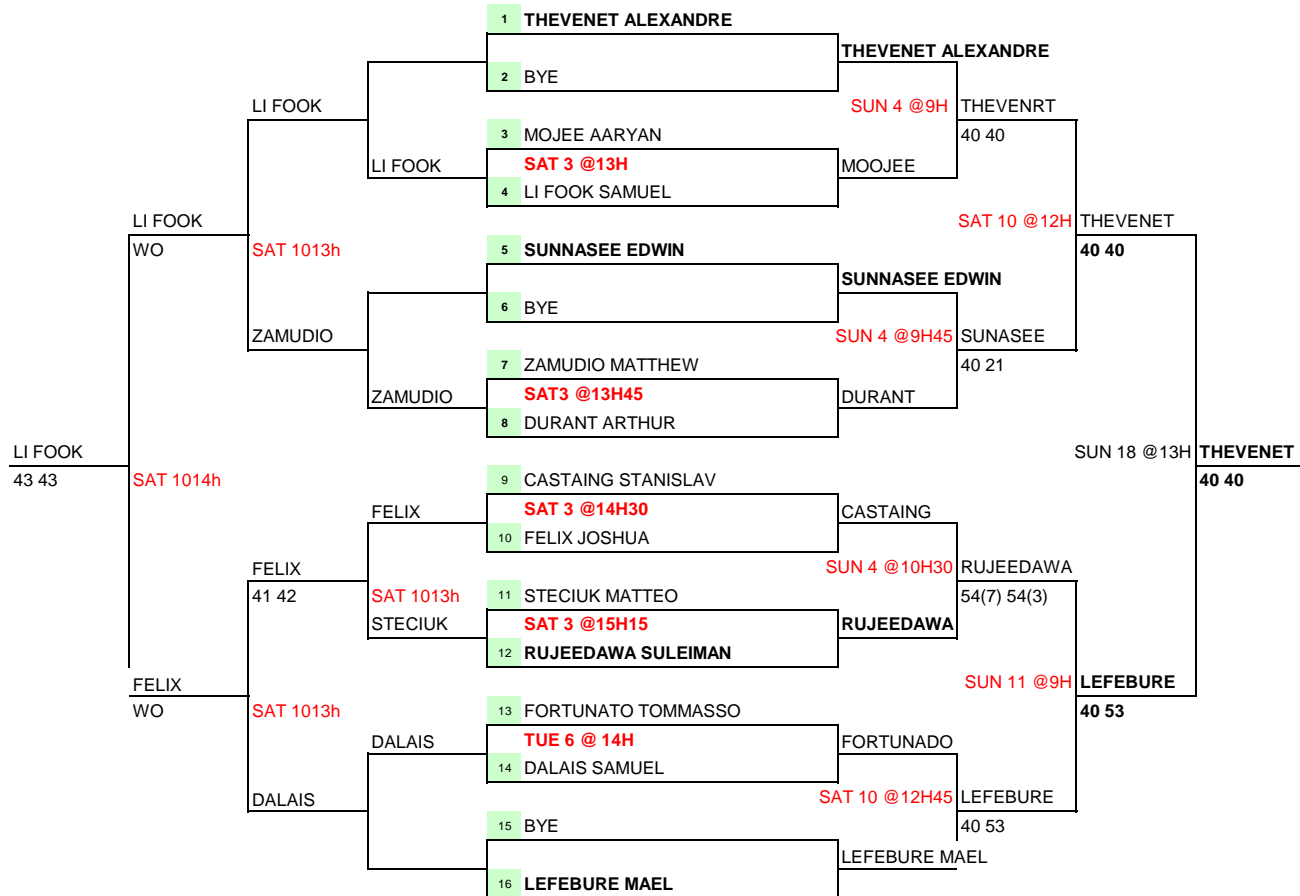 1 THEVENET ALEXANDRE
THEVENET ALEXANDRE
2 BYE
LI FOOK
SUN 4 @9H
THEVENRT
3 MOJEE AARYAN
40 40
LI FOOK
SAT 3 @13H
MOOJEE
4 LI FOOK SAMUEL
LI FOOK
SAT 10 @12H
THEVENET
WO
SAT 1013h
5 SUNNASEE EDWIN
40 40
SUNNASEE EDWIN
6 BYE
ZAMUDIO
SUN 4 @9H45
SUNASEE
7 ZAMUDIO MATTHEW
40 21
ZAMUDIO
SAT3 @13H45
DURANT
8 DURANT ARTHUR
LI FOOK
SUN 18 @13H
THEVENET
43 43
SAT 1014h
9 CASTAING STANISLAV
40 40
FELIX
SAT 3 @14H30
CASTAING
10 FELIX JOSHUA
FELIX
SUN 4 @10H30
RUJEEDAWA
41 42
SAT 1013h
11 STECIUK MATTEO
54(7) 54(3)
STECIUK
SAT 3 @15H15
RUJEEDAWA
12 RUJEEDAWA SULEIMAN
FELIX
SUN 11 @9H
LEFEBURE
WO
SAT 1013h
13 FORTUNATO TOMMASSO
40 53
DALAIS
TUE 6 @ 14H
FORTUNADO
14 DALAIS SAMUEL
DALAIS
SAT 10 @12H45
LEFEBURE
15 BYE
40 53
LEFEBURE MAEL
16 LEFEBURE MAEL